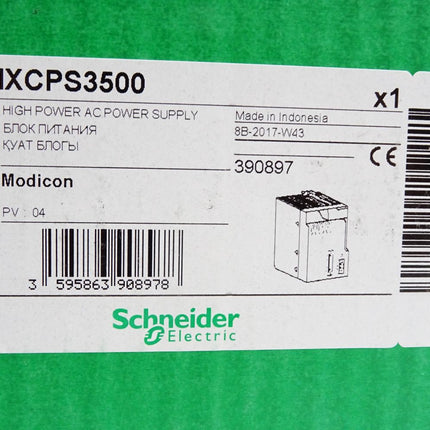 MXCPS3500
x1
HIGH POWER AC POWER SUPPLY
БЛОК ПИТАНИЯ
ҚУАТ БЛОГЫ
Made in Indonesia
8B-2017-W43
390897
CE
Modicon
PV : 04
3 595863 908978
Schneider
Electric